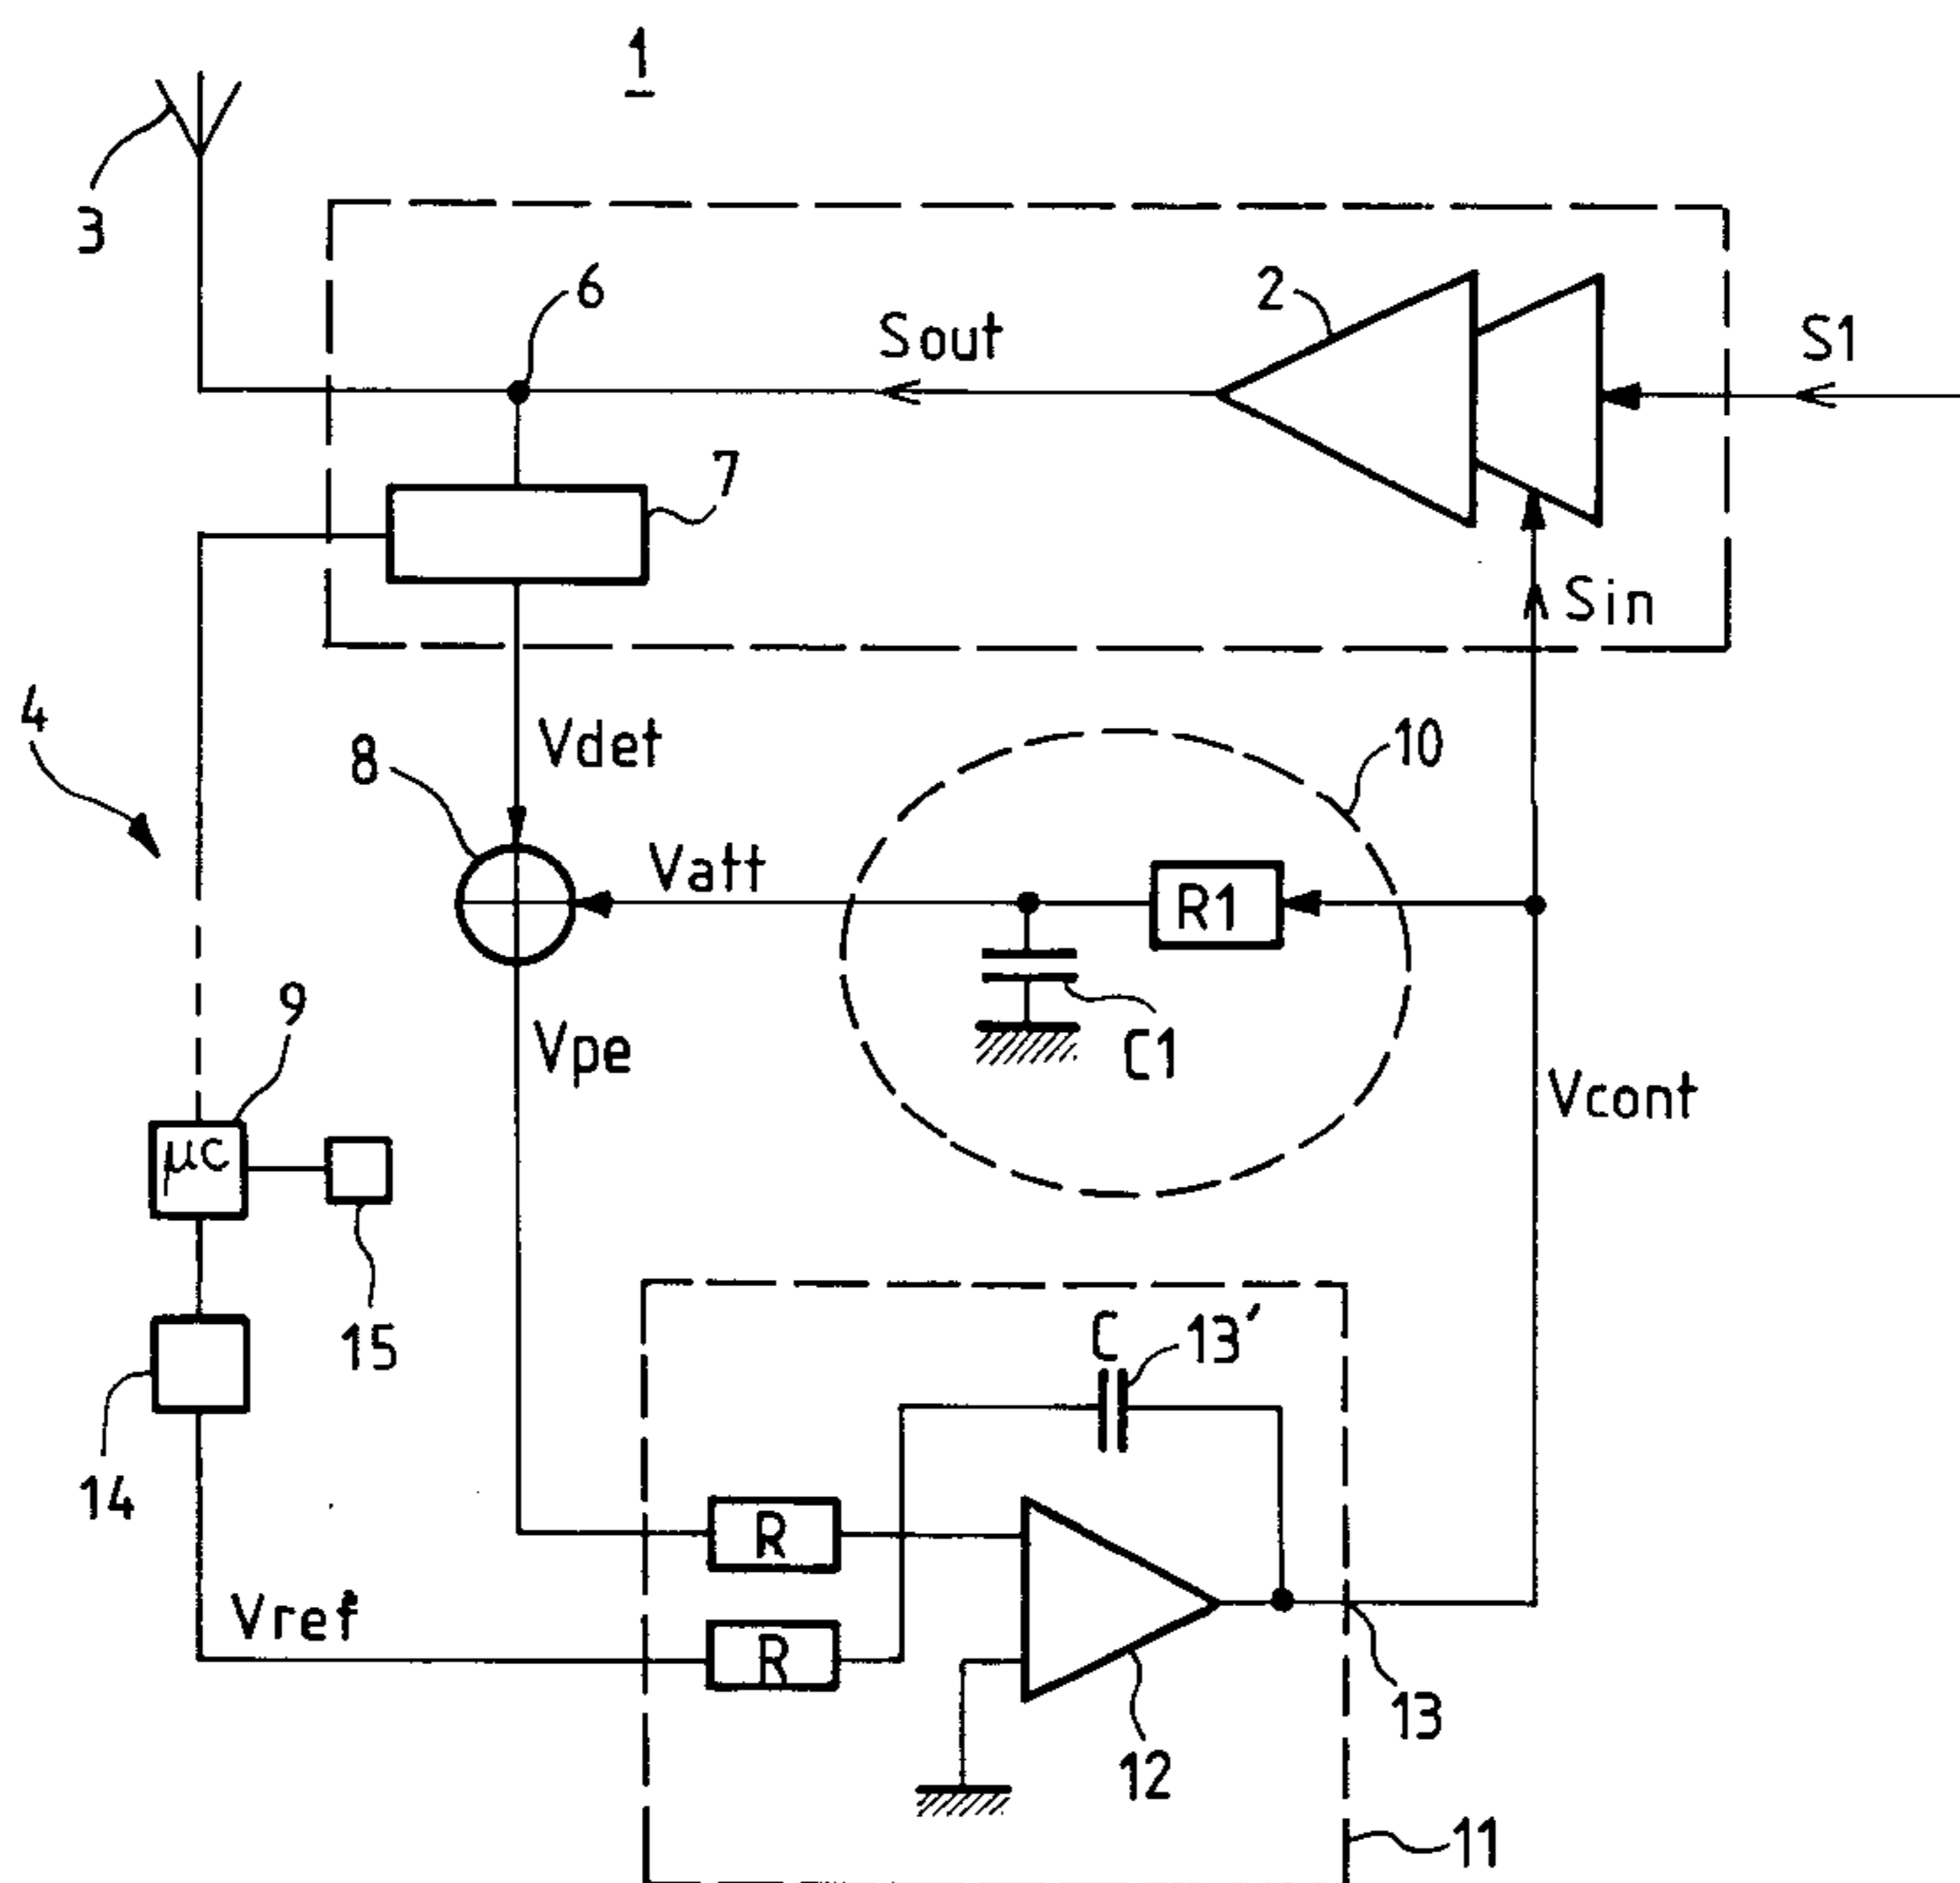 1
3
6
2
Sout
S1
7
Sin
4
8
Vdet
10
Vatt
R1
9
Vpe
C1
Vcont
µc
15
C
13′
14
R
Vref
R
13
12
11